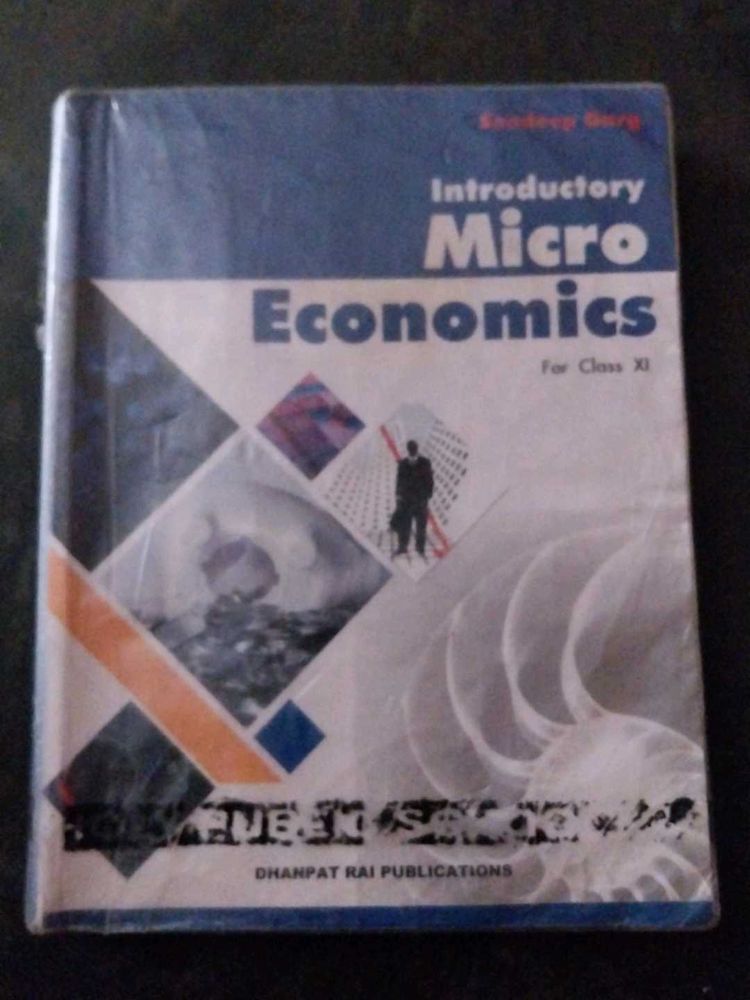 Sandeep Garg
Introductory
Micro
Economics
For Class XI
DHANPAT RAI PUBLICATIONS